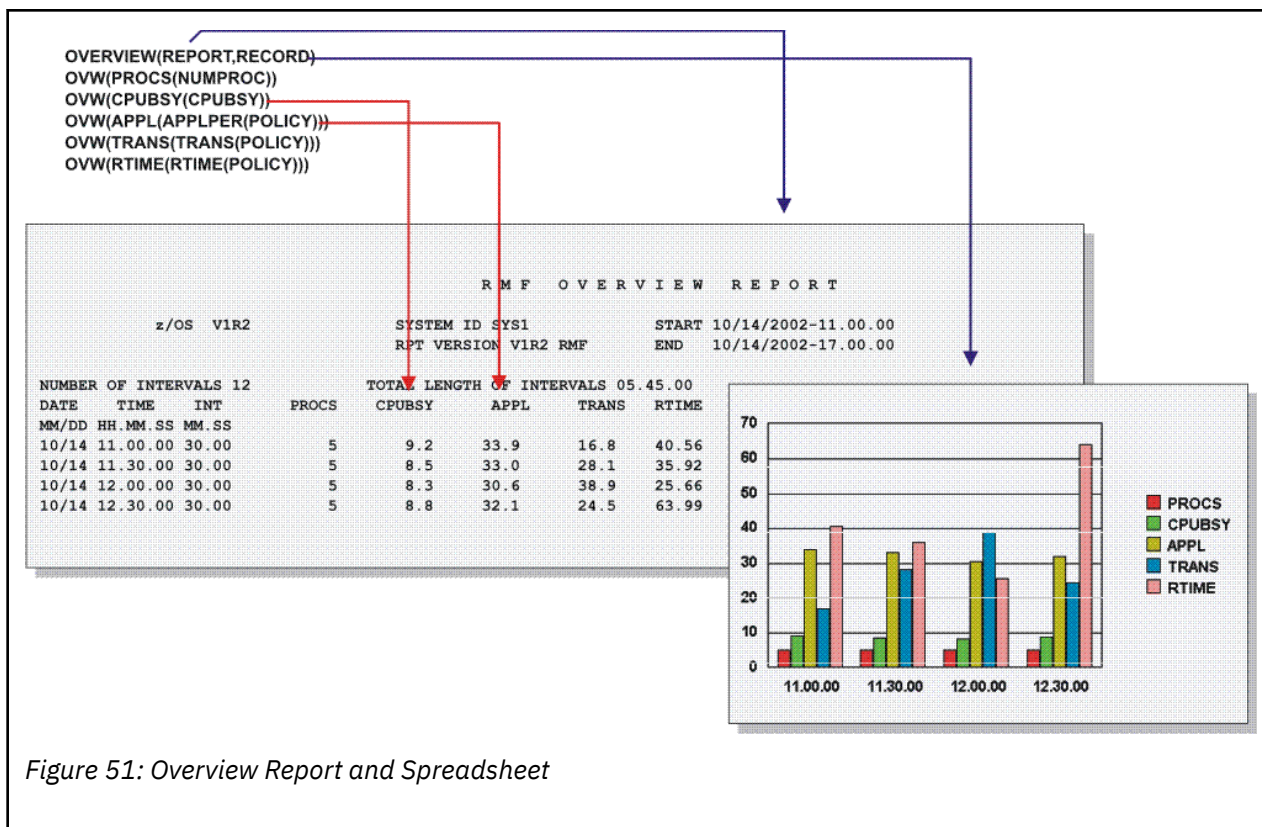 OVERVIEW(REPORT,RECORD)
OVW(PROCS(NUMPROC))
OVW(CPUBSY(CPUBSY))
OVW(APPL(APPLPER(POLICY)))
OVW(TRANS(TRANS(POLICY)))
OVW(RTIME(RTIME(POLICY)))
R M F   O V E R V I E W   R E P O R T
z/OS V1R2 SYSTEM ID SYS1 START 10/14/2002-11.00.00
RPT VERSION V1R2 RMF END 10/14/2002-17.00.00
NUMBER OF INTERVALS 12 TOTAL LENGTH OF INTERVALS 05.45.00
DATE TIME INT PROCS CPUBSY APPL TRANS RTIME
MM/DD HH.MM.SS MM.SS
10/14 11.00.00 30.00 5 9.2 33.9 16.8 40.56
10/14 11.30.00 30.00 5 8.5 33.0 28.1 35.92
10/14 12.00.00 30.00 5 8.3 30.6 38.9 25.66
10/14 12.30.00 30.00 5 8.8 32.1 24.5 63.99
70
60
50
40
30
20
10
0
11.00.00 11.30.00 12.00.00 12.30.00
PROCS
CPUBSY
APPL
TRANS
RTIME
Figure 51: Overview Report and Spreadsheet